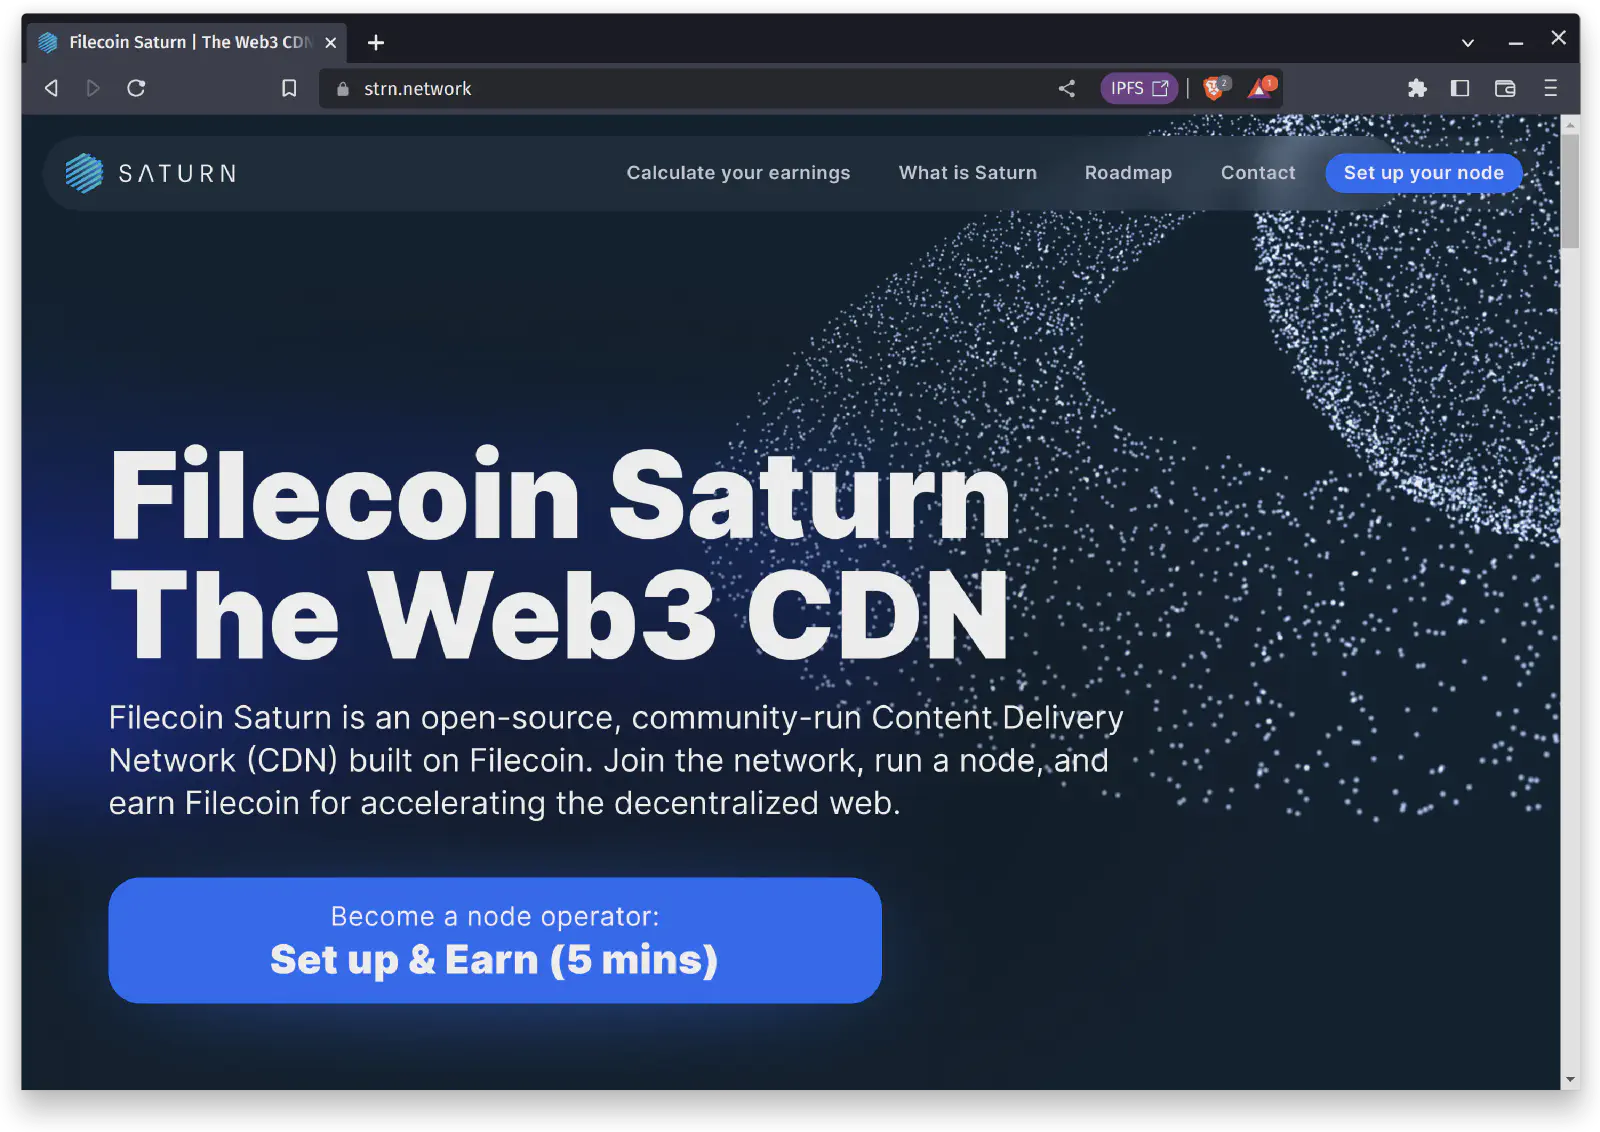 Filecoin Saturn | The Web3 CDN
strn.network
IPFS
2
1
SATURN
Calculate your earnings
What is Saturn
Roadmap
Contact
Set up your node
Filecoin Saturn
The Web3 CDN
Filecoin Saturn is an open-source, community-run Content Delivery
Network (CDN) built on Filecoin. Join the network, run a node, and
earn Filecoin for accelerating the decentralized web.
Become a node operator:
Set up & Earn (5 mins)